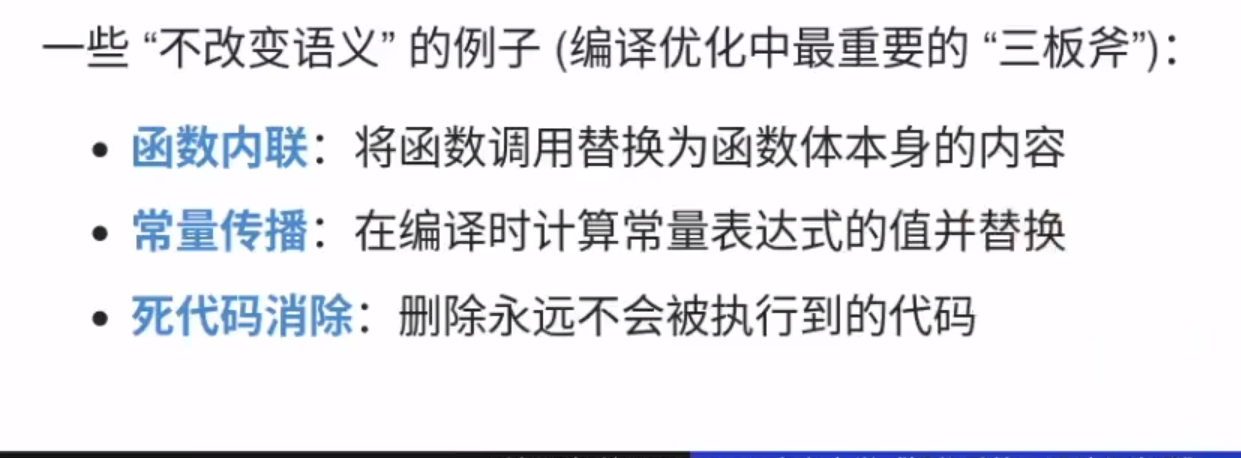 一些 “不改变语义” 的例子 (编译优化中最重要的 “三板斧”)：
• 函数内联：将函数调用替换为函数体本身的内容
• 常量传播：在编译时计算常量表达式的值并替换
• 死代码消除：删除永远不会被执行到的代码